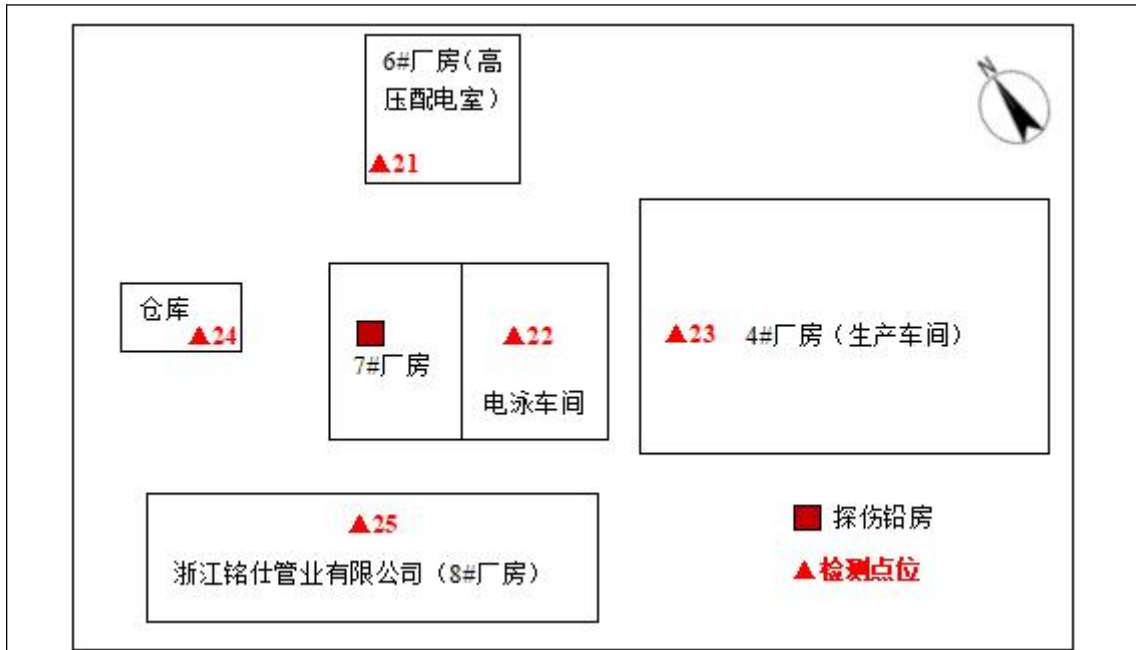 6#厂房（高
压配电室）
▲21
N
仓库
▲24
7#厂房
▲22
电泳车间
▲23 4#厂房（生产车间）
▲25
浙江铭仕管业有限公司（8#厂房）
探伤铅房
▲检测点位